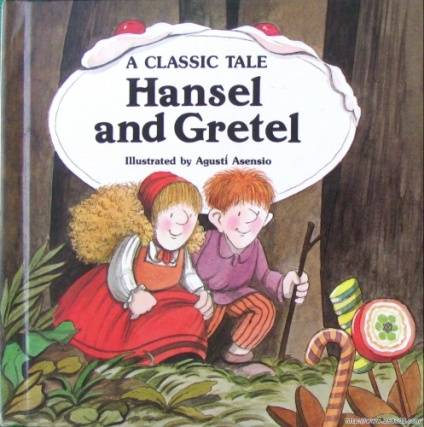 A CLASSIC TALE
Hansel
and Gretel
Illustrated by Agustí Asensio